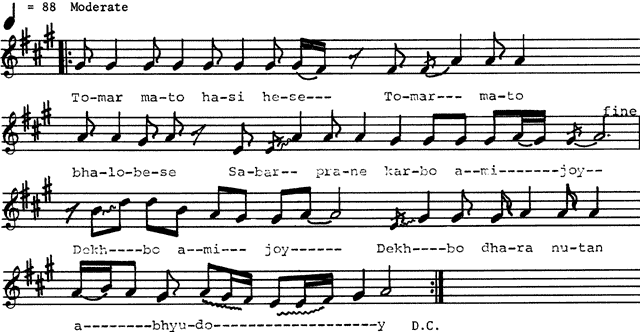 = 88 Moderate
To-mar ma-to ha-si he-se--- To-mar--- ma-to
fine
bha-lo-be-se Sa-bar-- pra-ne kar-bo a--mi-------joy--
Dekh----bo a--mi--- joy------ Dekh----bo dha-ra nu-tan
a--------bhyu-do-----------------y D.C.